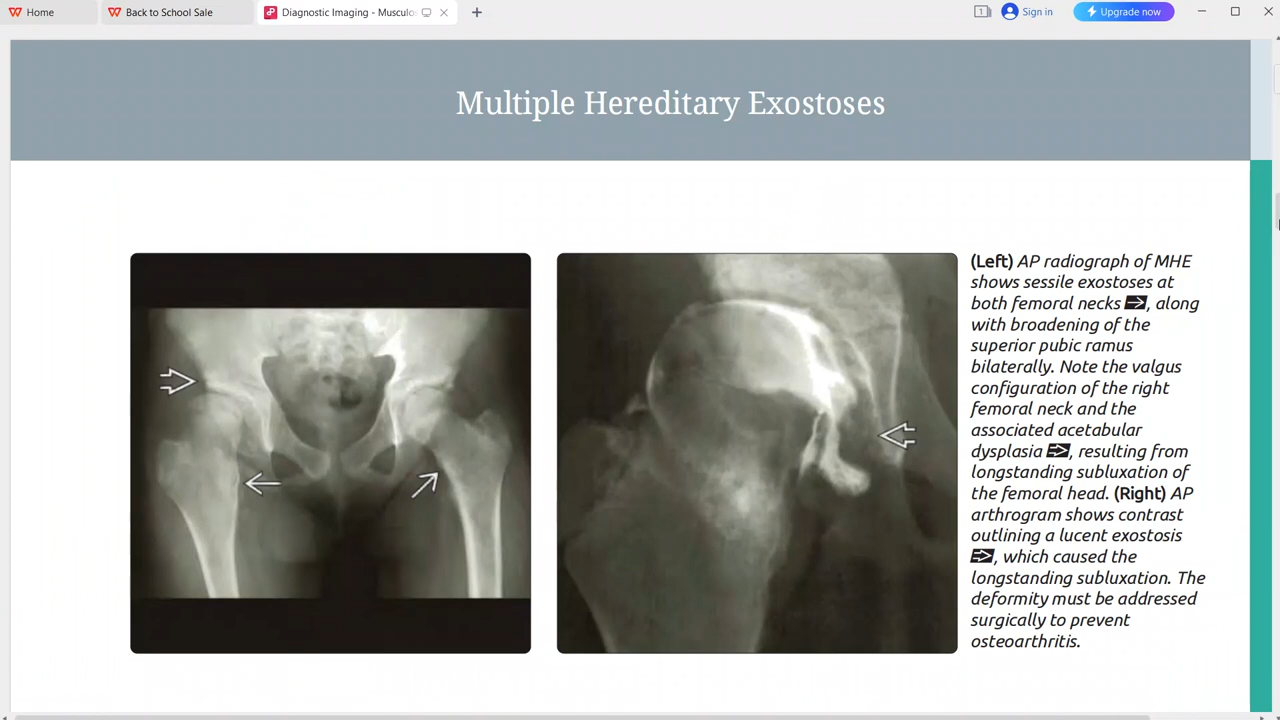 Home
Back to School Sale
Diagnostic Imaging - Musculos
1
Sign in
Upgrade now
Multiple Hereditary Exostoses
(Left) AP radiograph of MHE
shows sessile exostoses at
both femoral necks ➡, along
with broadening of the
superior pubic ramus
bilaterally. Note the valgus
configuration of the right
femoral neck and the
associated acetabular
dysplasia ➡, resulting from
longstanding subluxation of
the femoral head. (Right) AP
arthrogram shows contrast
outlining a lucent exostosis
➡, which caused the
longstanding subluxation. The
deformity must be addressed
surgically to prevent
osteoarthritis.